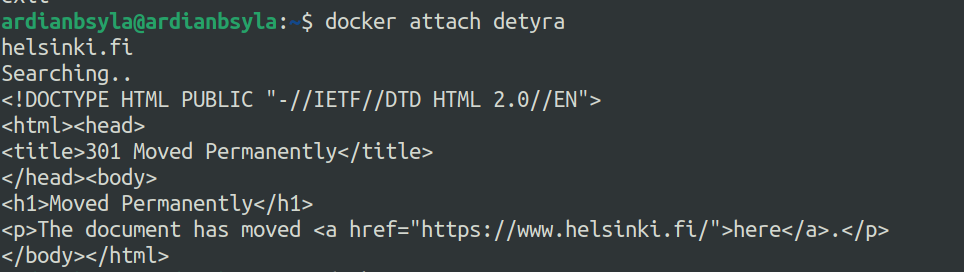 exit
ardianbsyla@ardianbsyla:~$ docker attach detyra
helsinki.fi
Searching..
<!DOCTYPE HTML PUBLIC "-//IETF//DTD HTML 2.0//EN">
<html><head>
<title>301 Moved Permanently</title>
</head><body>
<h1>Moved Permanently</h1>
<p>The document has moved <a href="https://www.helsinki.fi/">here</a>.</p>
</body></html>